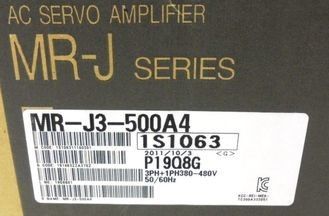 AC SERVO AMPLIFIER
MR-J SERIES
MR-J3-500A4
1S1063
2011/10/3 <G>
P19Q8G
3PH+1PH380-480V
50/60Hz